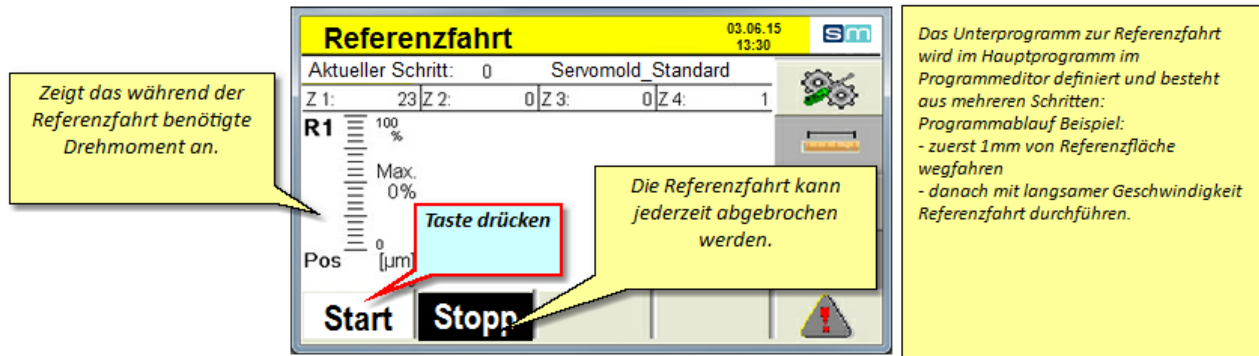 Referenzfahrt
03.06.15
13:30
sm
Aktueller Schritt: 0 Servomold_Standard
Z 1: 23 Z 2: 0 Z 3: 0 Z 4: 1
R1
100
%
Max.
0%
0
Pos [µm]
Start
Stopp
Zeigt das während der
Referenzfahrt benötigte
Drehmoment an.
Taste drücken
Die Referenzfahrt kann
jederzeit abgebrochen
werden.
Das Unterprogramm zur Referenzfahrt
wird im Hauptprogramm im
Programmeditor definiert und besteht
aus mehreren Schritten:
Programmablauf Beispiel:
- zuerst 1mm von Referenzfläche
wegfahren
- danach mit langsamer Geschwindigkeit
Referenzfahrt durchführen.